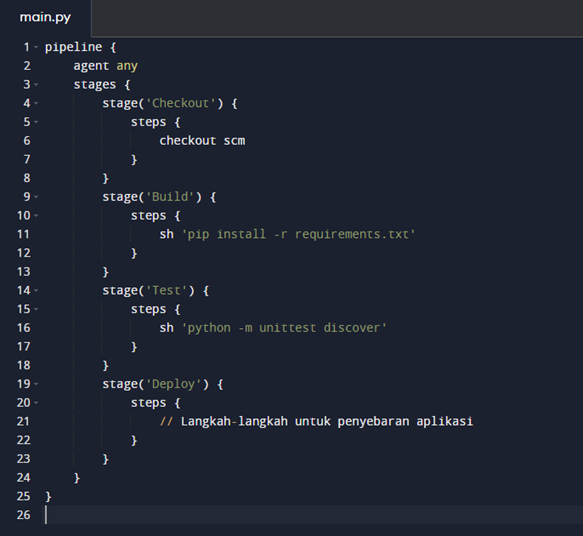 main.py
1 pipeline {
2     agent any
3     stages {
4         stage('Checkout') {
5             steps {
6                 checkout scm
7             }
8         }
9         stage('Build') {
10             steps {
11                 sh 'pip install -r requirements.txt'
12             }
13         }
14         stage('Test') {
15             steps {
16                 sh 'python -m unittest discover'
17             }
18         }
19         stage('Deploy') {
20             steps {
21                 // Langkah-langkah untuk penyebaran aplikasi
22             }
23         }
24     }
25 }
26